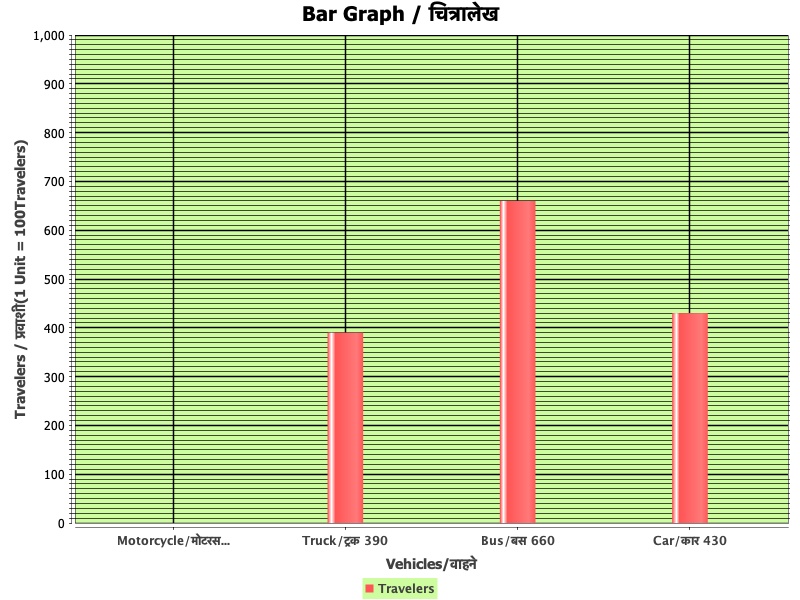 Bar Graph / चित्रालेख
1,000
900
800
700
600
500
400
300
200
100
0
Travelers / प्रवाशी(1 Unit = 100Travelers)
Motorcycle/मोटरस... Truck/ट्रक 390 Bus/बस 660 Car/कार 430
Vehicles/वाहने
Travelers